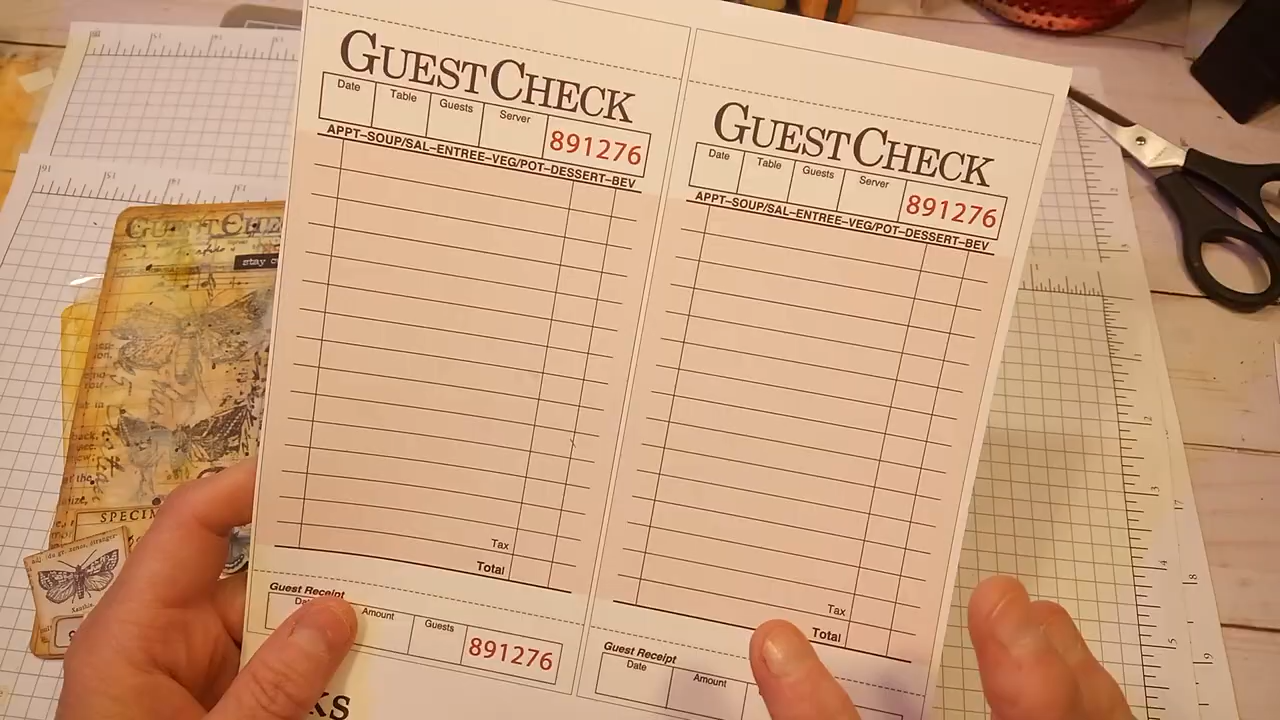 GUESTCHECK
Date Table Guests Server 891276
APPT–SOUP/SAL–ENTREE–VEG/POT–DESSERT–BEV
Tax
Total
Guest Receipt
Amount Guests 891276
KS
GUESTCHECK
Date Table Guests Server 891276
APPT–SOUP/SAL–ENTREE–VEG/POT–DESSERT–BEV
Tax
Total
Guest Receipt
Date Amount
stay
SPECIM